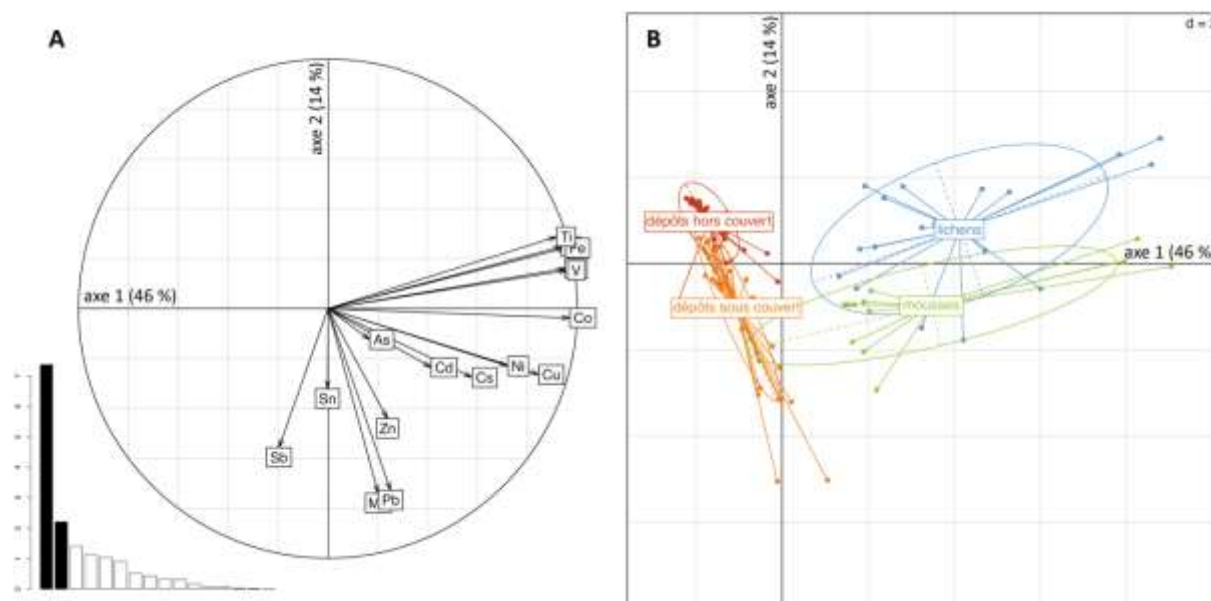 A
axe 2 (14 %)
axe 1 (46 %)
Ti
V
Co
As
Cd
Cs
Ni
Cu
Sn
Zn
Sb
Pb
B
d =
axe 2 (14 %)
dépôts hors couvert
lichens
axe 1 (46 %
mousses
dépôts sous couvert